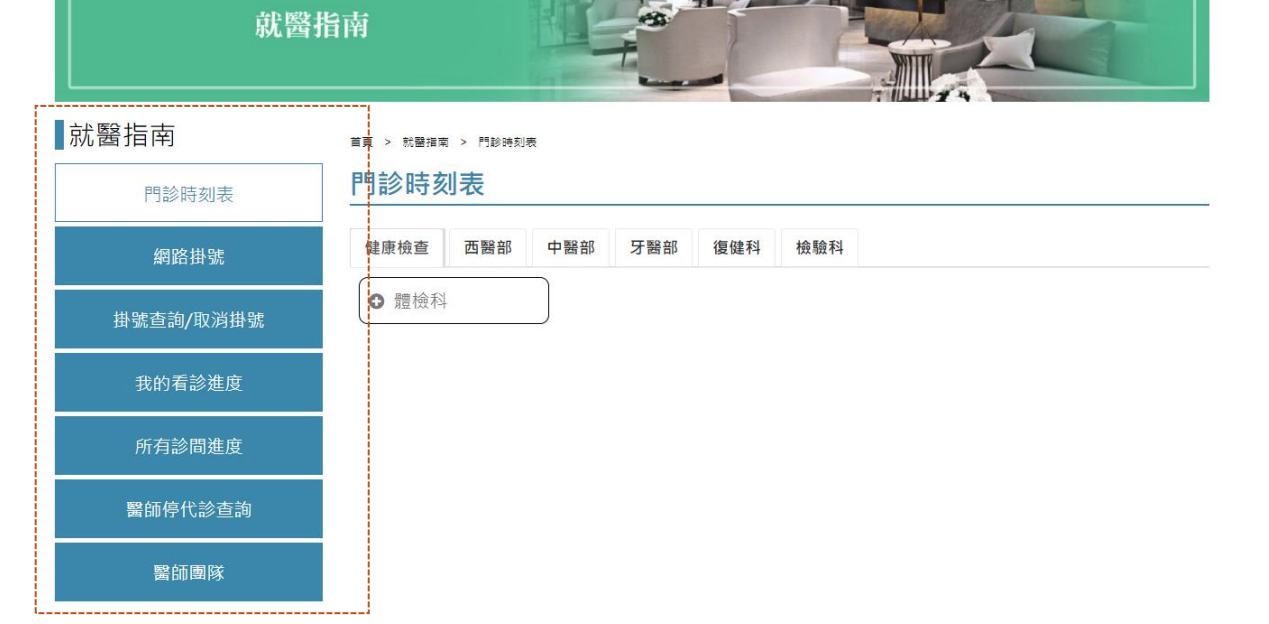 就醫指南
就醫指南
門診時刻表
網路掛號
掛號查詢/取消掛號
我的看診進度
所有診間進度
醫師停代診查詢
醫師團隊
首頁 > 就醫指南 > 門診時刻表
門診時刻表
健康檢查 西醫部 中醫部 牙醫部 復健科 檢驗科
體檢科